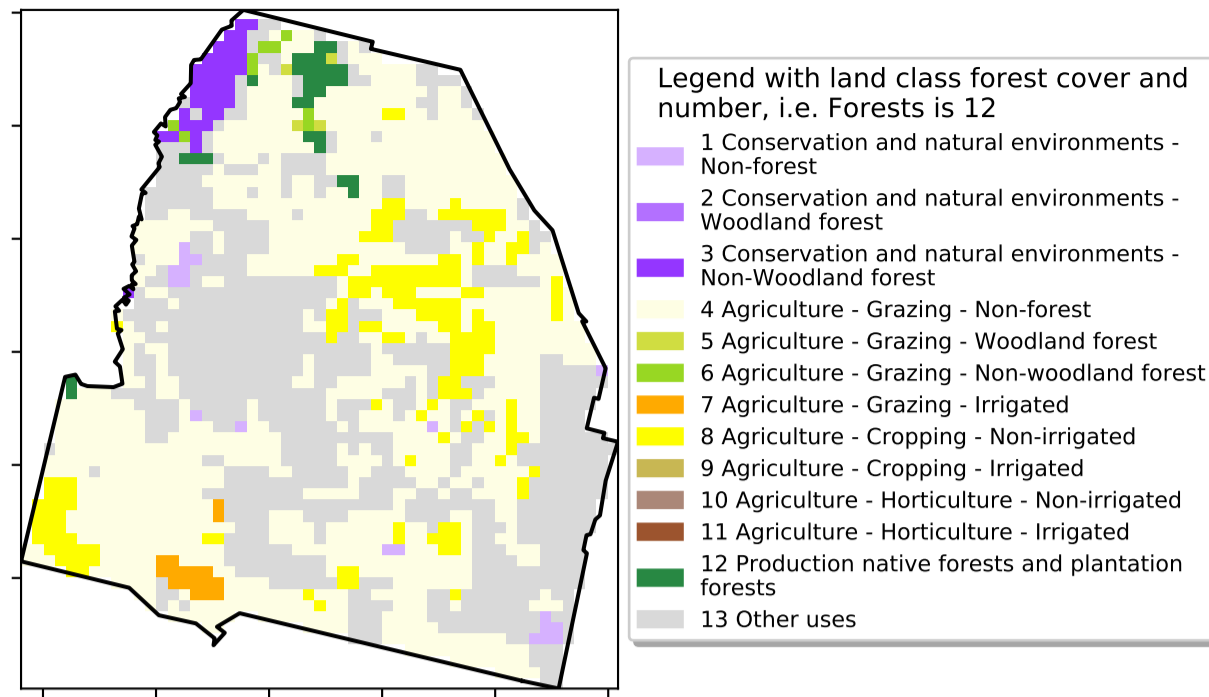 Legend with land class forest cover and
number, i.e. Forests is 12
1 Conservation and natural environments -
Non-forest
2 Conservation and natural environments -
Woodland forest
3 Conservation and natural environments -
Non-Woodland forest
4 Agriculture - Grazing - Non-forest
5 Agriculture - Grazing - Woodland forest
6 Agriculture - Grazing - Non-woodland forest
7 Agriculture - Grazing - Irrigated
8 Agriculture - Cropping - Non-irrigated
9 Agriculture - Cropping - Irrigated
10 Agriculture - Horticulture - Non-irrigated
11 Agriculture - Horticulture - Irrigated
12 Production native forests and plantation
forests
13 Other uses